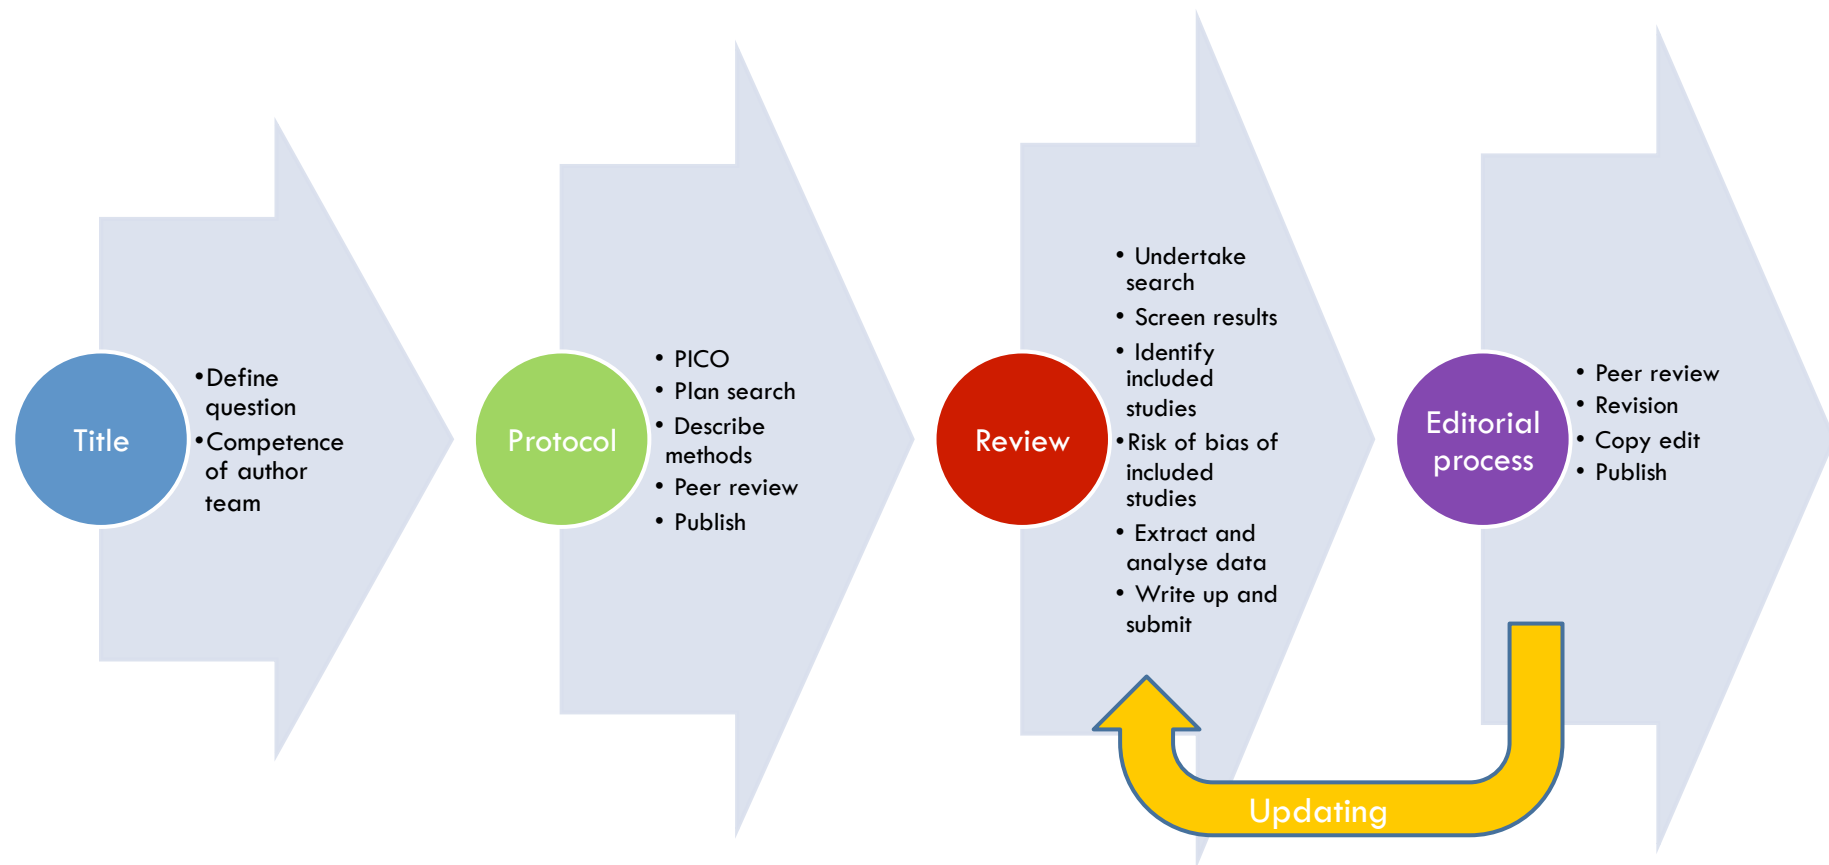 Title
•Define
question
•Competence
of author
team
Protocol
• PICO
• Plan search
• Describe
methods
• Peer review
• Publish
Review
• Undertake
search
• Screen results
• Identify
included
studies
•Risk of bias of
included
studies
• Extract and
analyse data
• Write up and
submit
Editorial
process
• Peer review
• Revision
• Copy edit
• Publish
Updating